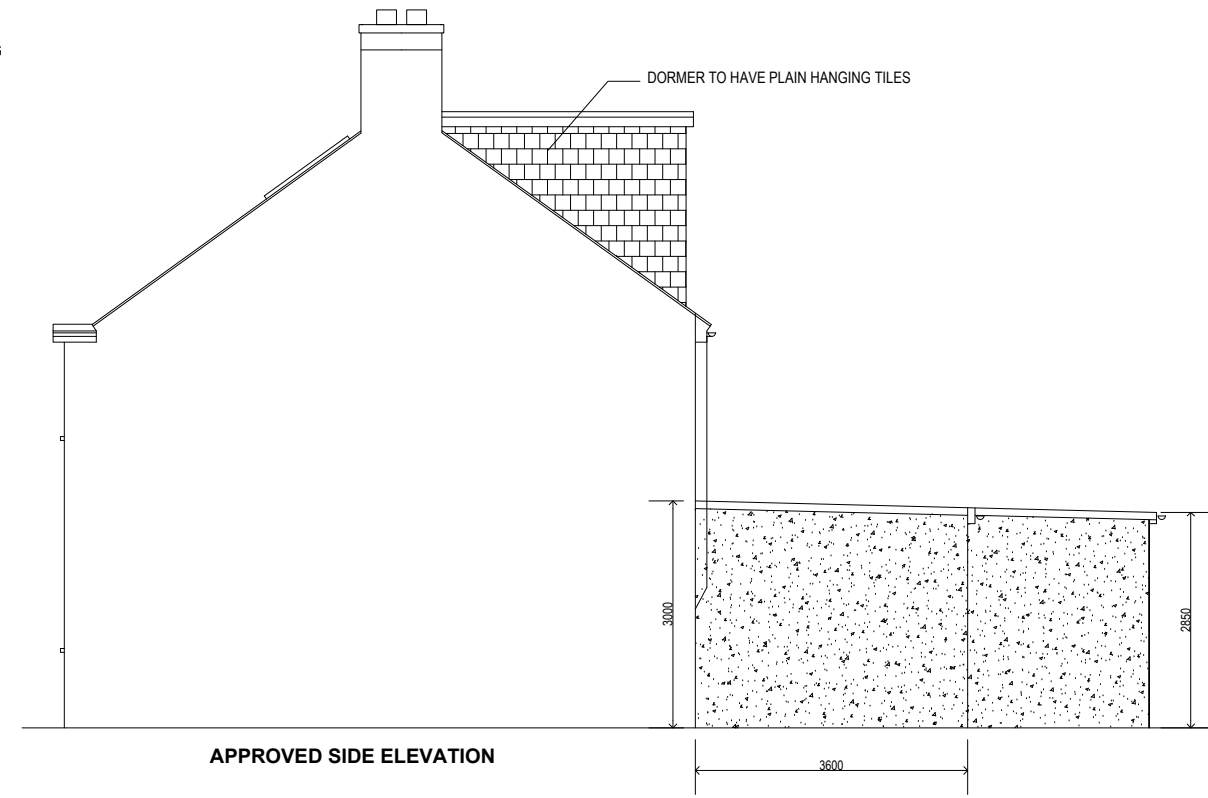 DORMER TO HAVE PLAIN HANGING TILES
3000
2850
APPROVED SIDE ELEVATION
3600